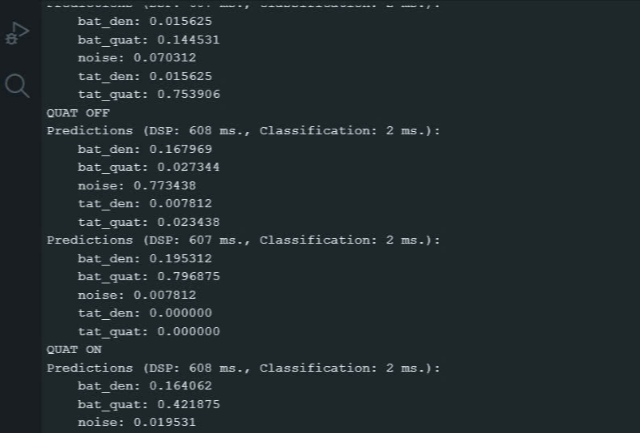 Predictions (DSP: 607 ms., Classification: 2 ms.):
bat_den: 0.015625
bat_quat: 0.144531
noise: 0.070312
tat_den: 0.015625
tat_quat: 0.753906
QUAT OFF
Predictions (DSP: 608 ms., Classification: 2 ms.):
bat_den: 0.167969
bat_quat: 0.027344
noise: 0.773438
tat_den: 0.007812
tat_quat: 0.023438
Predictions (DSP: 607 ms., Classification: 2 ms.):
bat_den: 0.195312
bat_quat: 0.796875
noise: 0.007812
tat_den: 0.000000
tat_quat: 0.000000
QUAT ON
Predictions (DSP: 608 ms., Classification: 2 ms.):
bat_den: 0.164062
bat_quat: 0.421875
noise: 0.019531